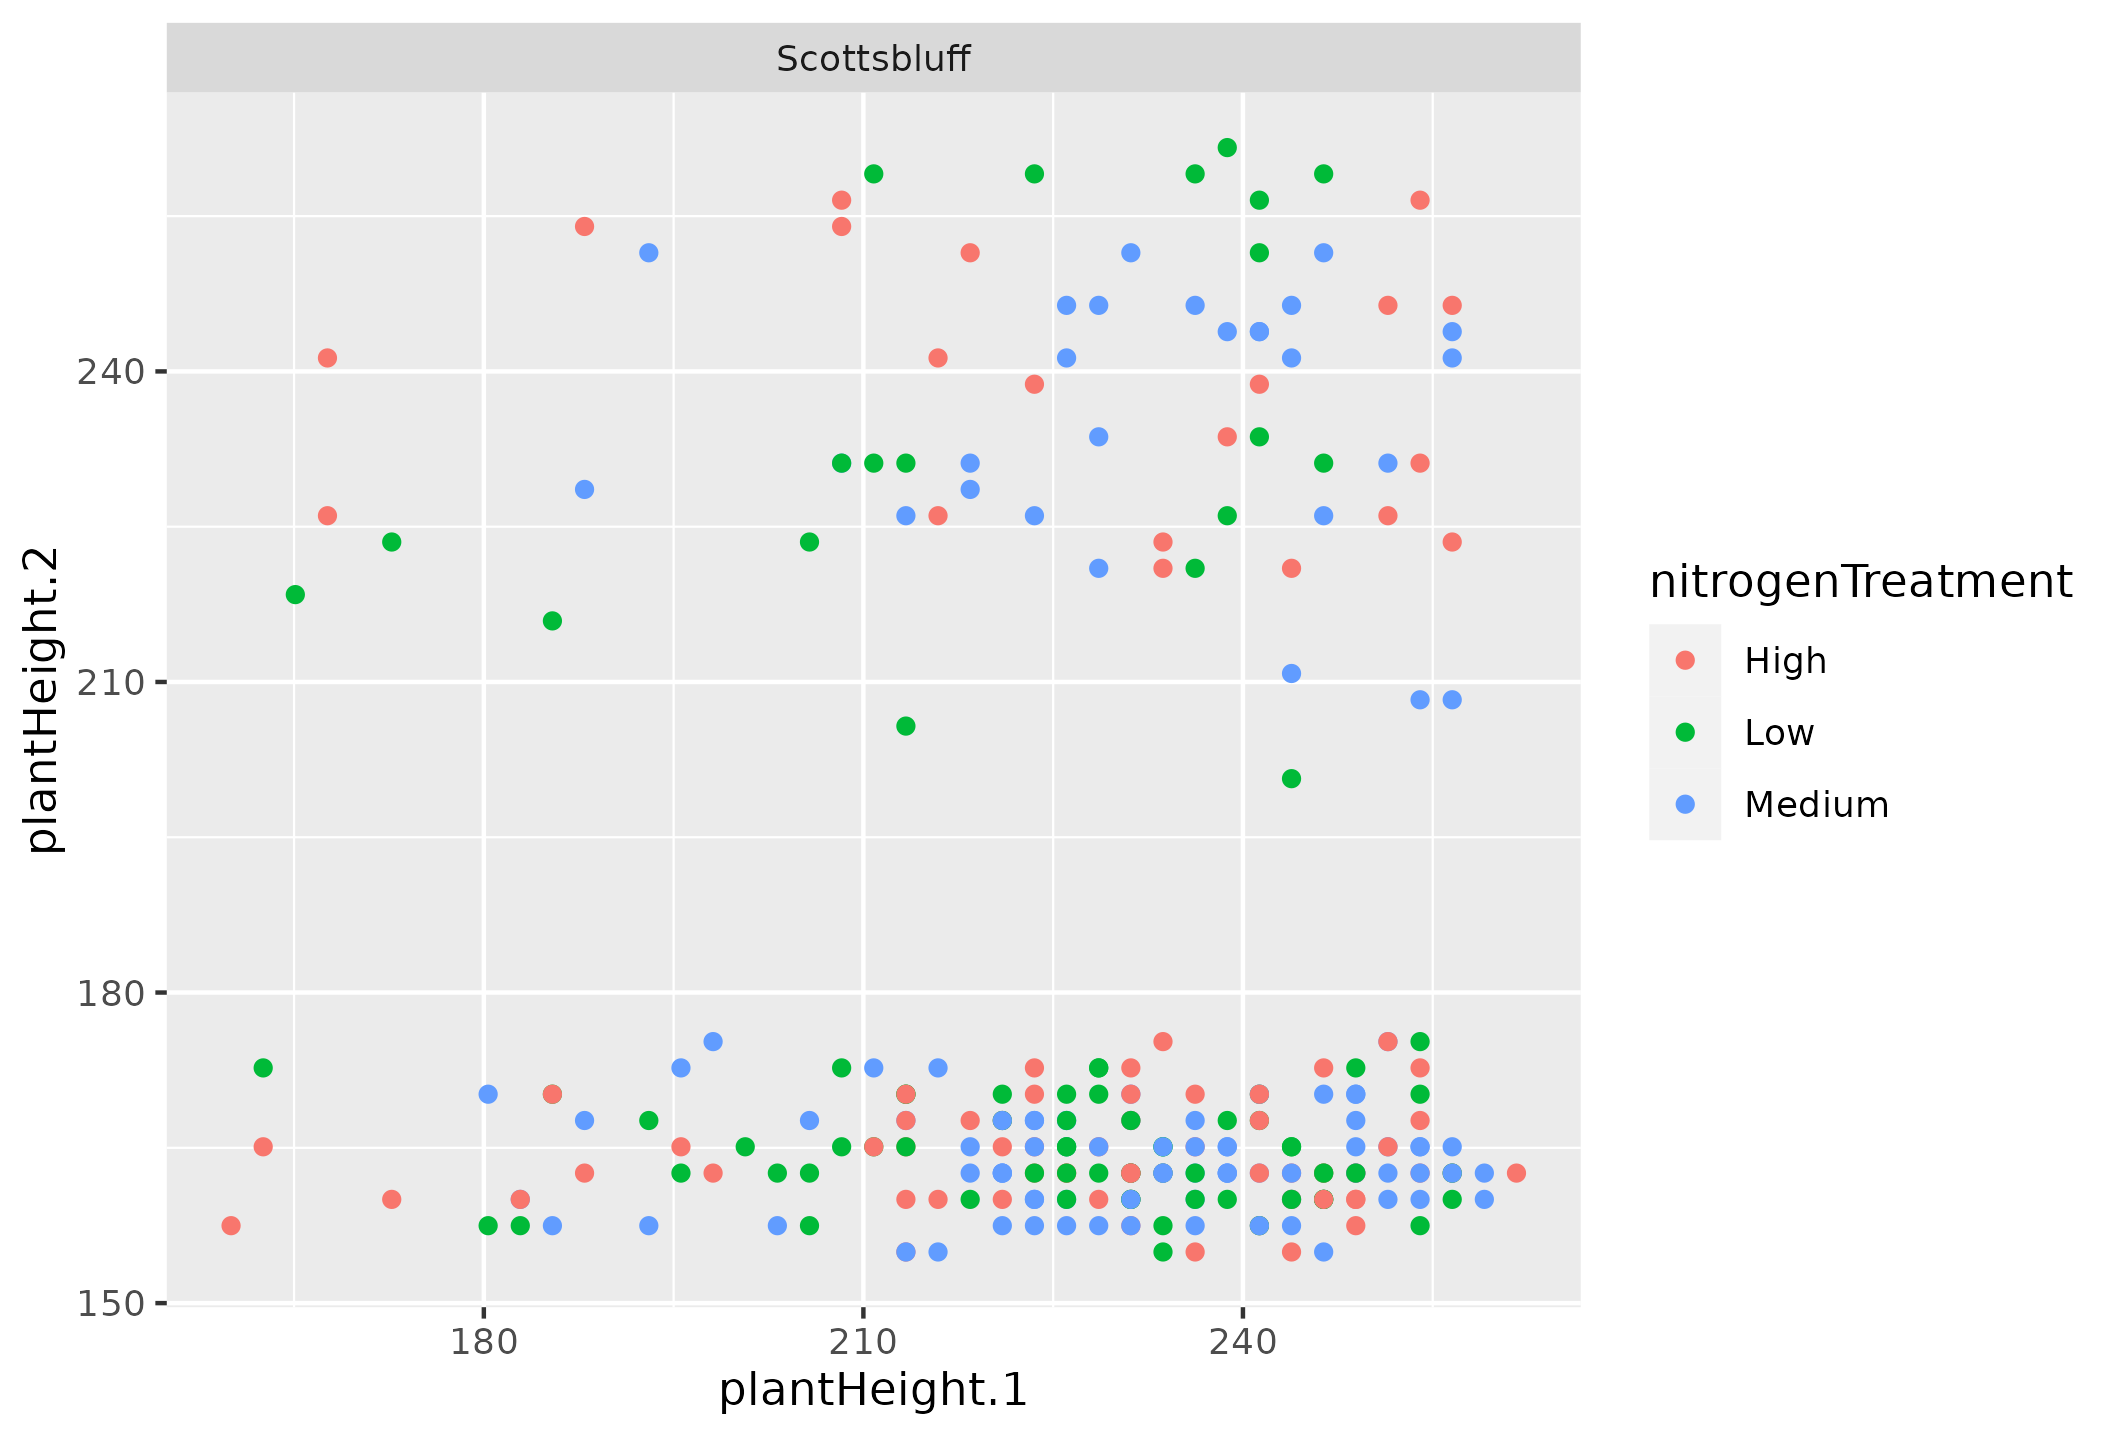 Scottsbluff
240
210
180
150
plantHeight.2
180
210
240
plantHeight.1
nitrogenTreatment
High
Low
Medium